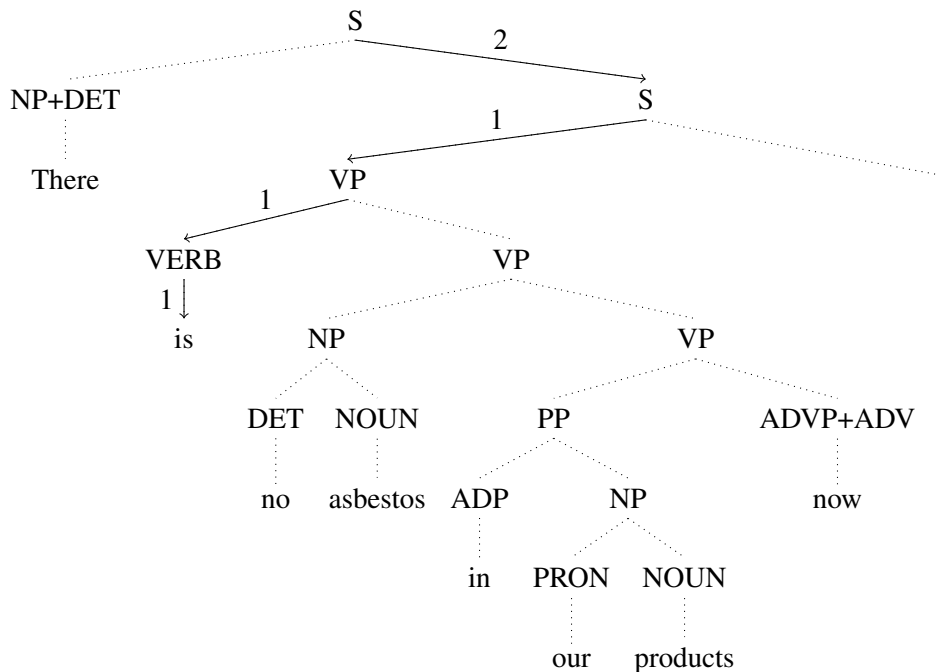 S
2
NP+DET S
1
There VP
1
VERB VP
1
is NP VP
DET NOUN PP ADVP+ADV
no asbestos ADP NP now
in PRON NOUN
our products